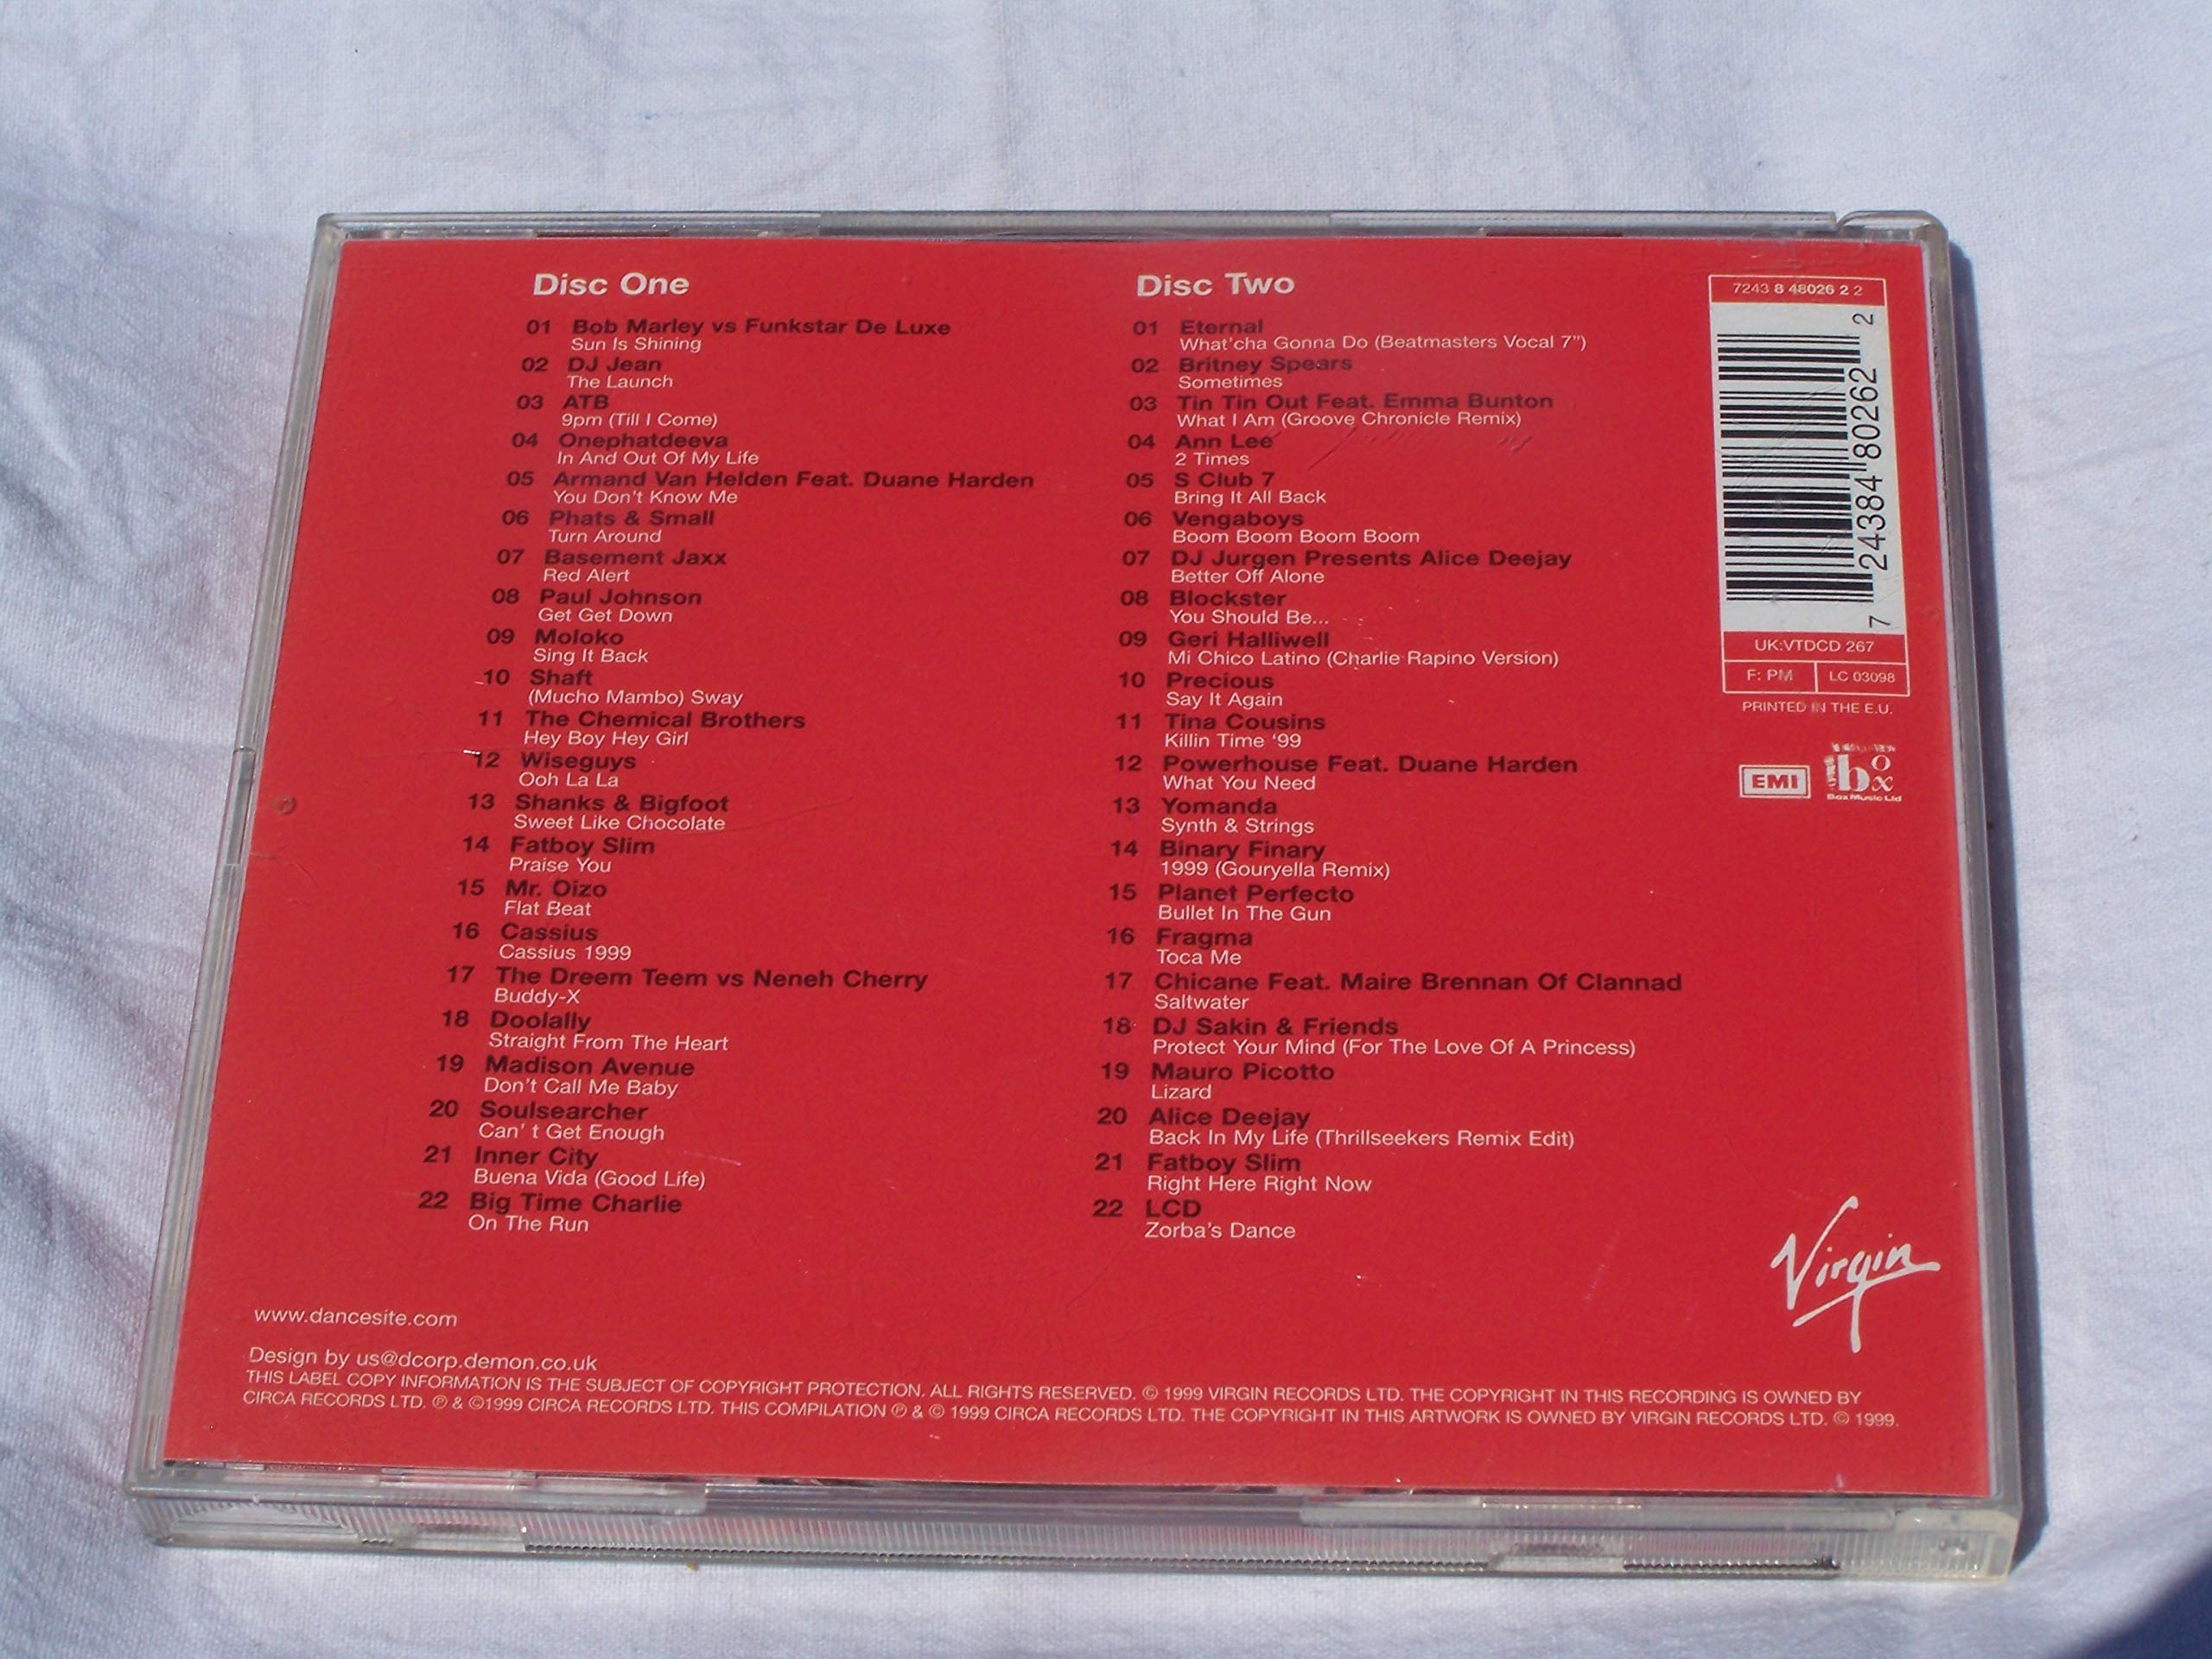 Disc One
01 Bob Marley vs Funkstar De Luxe
Sun Is Shining
02 DJ Jean
The Launch
03 ATB
9pm (Till I Come)
04 Onephatdeeva
In And Out Of My Life
05 Armand Van Helden Feat. Duane Harden
You Don't Know Me
06 Phats & Small
Turn Around
07 Basement Jaxx
Red Alert
08 Paul Johnson
Get Get Down
09 Moloko
Sing It Back
10 Shaft
(Mucho Mambo) Sway
11 The Chemical Brothers
Hey Boy Hey Girl
12 Wiseguys
Ooh La La
13 Shanks & Bigfoot
Sweet Like Chocolate
14 Fatboy Slim
Praise You
15 Mr. Oizo
Flat Beat
16 Cassius
Cassius 1999
17 The Dreem Teem vs Neneh Cherry
Buddy-X
18 Doolally
Straight From The Heart
19 Madison Avenue
Don't Call Me Baby
20 Soulsearcher
Can' t Get Enough
21 Inner City
Buena Vida (Good Life)
22 Big Time Charlie
On The Run
Disc Two
01 Eternal
What'cha Gonna Do (Beatmasters Vocal 7")
02 Britney Spears
Sometimes
03 Tin Tin Out Feat. Emma Bunton
What I Am (Groove Chronicle Remix)
04 Ann Lee
2 Times
05 S Club 7
Bring It All Back
06 Vengaboys
Boom Boom Boom Boom
07 DJ Jurgen Presents Alice Deejay
Better Off Alone
08 Blockster
You Should Be...
09 Geri Halliwell
Mi Chico Latino (Charlie Rapino Version)
10 Precious
Say It Again
11 Tina Cousins
Killin Time '99
12 Powerhouse Feat. Duane Harden
What You Need
13 Yomanda
Synth & Strings
14 Binary Finary
1999 (Gouryella Remix)
15 Planet Perfecto
Bullet In The Gun
16 Fragma
Toca Me
17 Chicane Feat. Maire Brennan Of Clannad
Saltwater
18 DJ Sakin & Friends
Protect Your Mind (For The Love Of A Princess)
19 Mauro Picotto
Lizard
20 Alice Deejay
Back In My Life (Thrillseekers Remix Edit)
21 Fatboy Slim
Right Here Right Now
22 LCD
Zorba's Dance
7243 8 48026 2 2
7 24384 80262 2
UK:VTDCD 267
F: PM LC 03098
PRINTED IN THE E.U.
EMI
box
Box Music Ltd
Virgin
www.dancesite.com
Design by us@dcorp.demon.co.uk
THIS LABEL COPY INFORMATION IS THE SUBJECT OF COPYRIGHT PROTECTION. ALL RIGHTS RESERVED. © 1999 VIRGIN RECORDS LTD. THE COPYRIGHT IN THIS RECORDING IS OWNED BY
CIRCA RECORDS LTD. ℗ & ©1999 CIRCA RECORDS LTD. THIS COMPILATION ℗ & © 1999 CIRCA RECORDS LTD. THE COPYRIGHT IN THIS ARTWORK IS OWNED BY VIRGIN RECORDS LTD. © 1999.